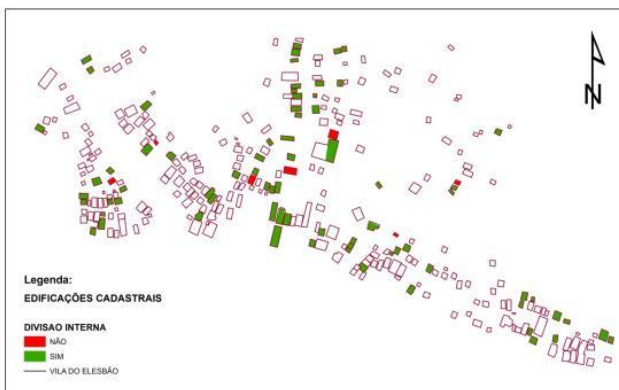 N
Legenda:
EDIFICAÇÕES CADASTRAIS
DIVISAO INTERNA
NÃO
SIM
VILA DO ELESBÃO